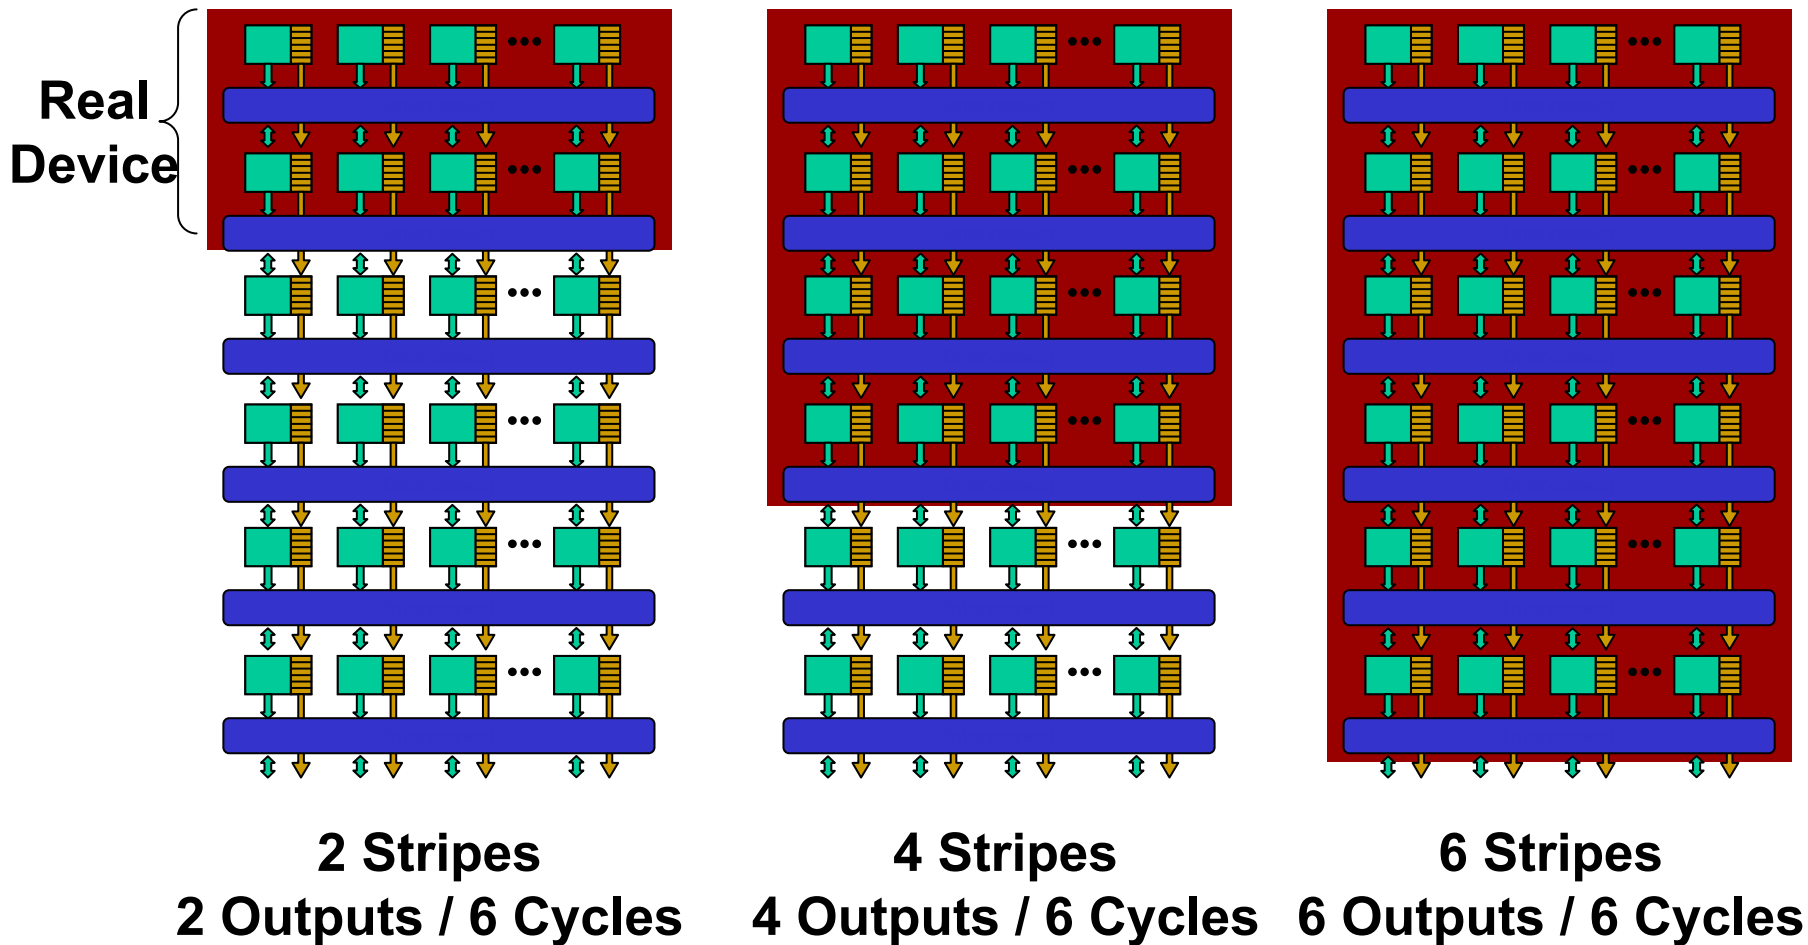 Real
Device
2 Stripes
2 Outputs / 6 Cycles
4 Stripes
4 Outputs / 6 Cycles
6 Stripes
6 Outputs / 6 Cycles